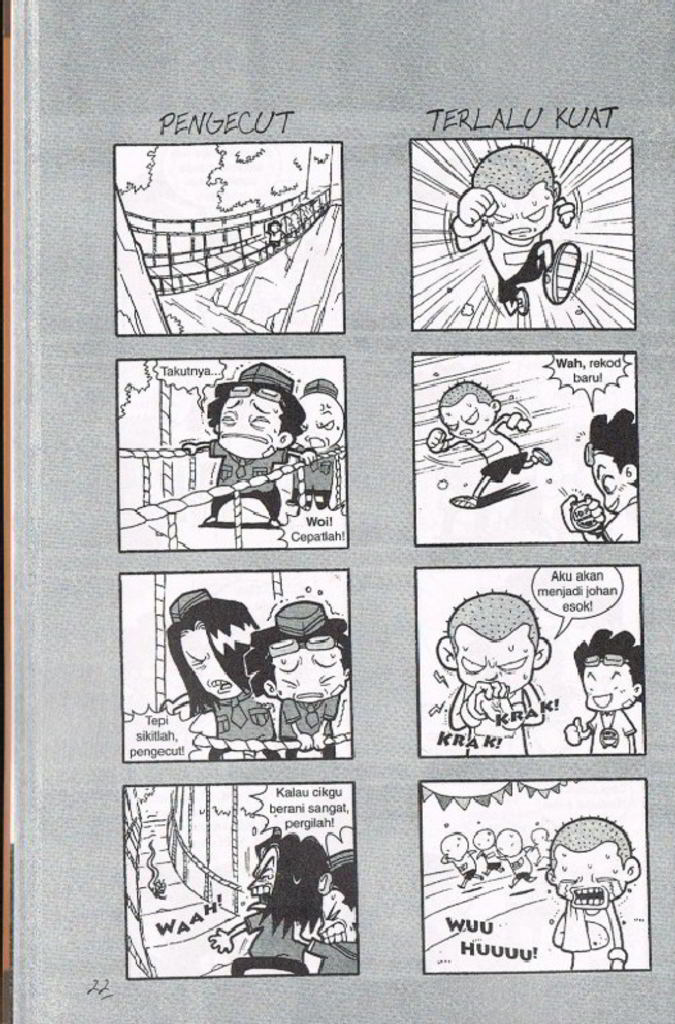 PENGECUT
Takutnya...
Woi!
Cepatlah!
Tepi
sikitlah,
pengecut!
Kalau cikgu
berani sangat,
pergilah!
WAAH!
TERLALU KUAT
Wah, rekod
baru!
Aku akan
menjadi johan
esok!
KRAK!
KRAK!
WUU
HUUUU!
22